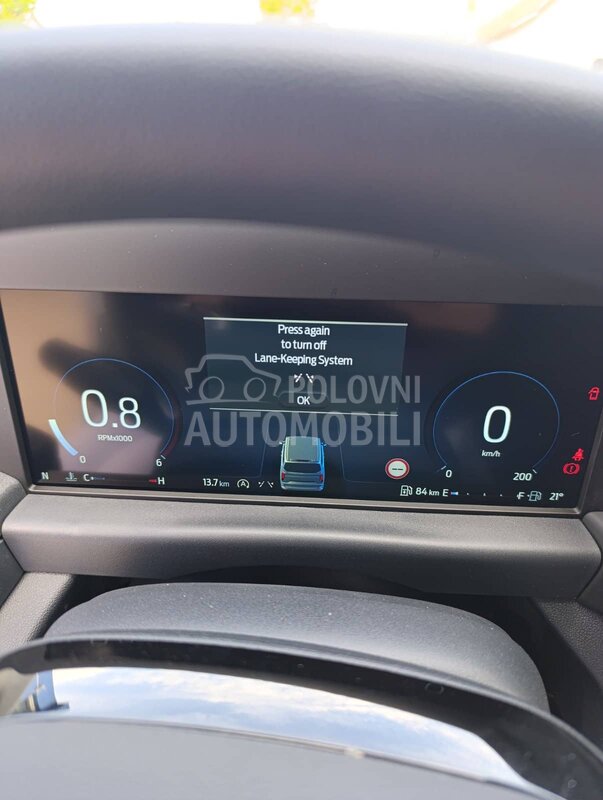 Press again
to turn off
Lane-Keeping System
OK
POLOVNI
AUTOMOBILI
0.8
RPMx1000
0 6
0
km/h
0 200
N C H 13.7 km A 84 km E F 21°